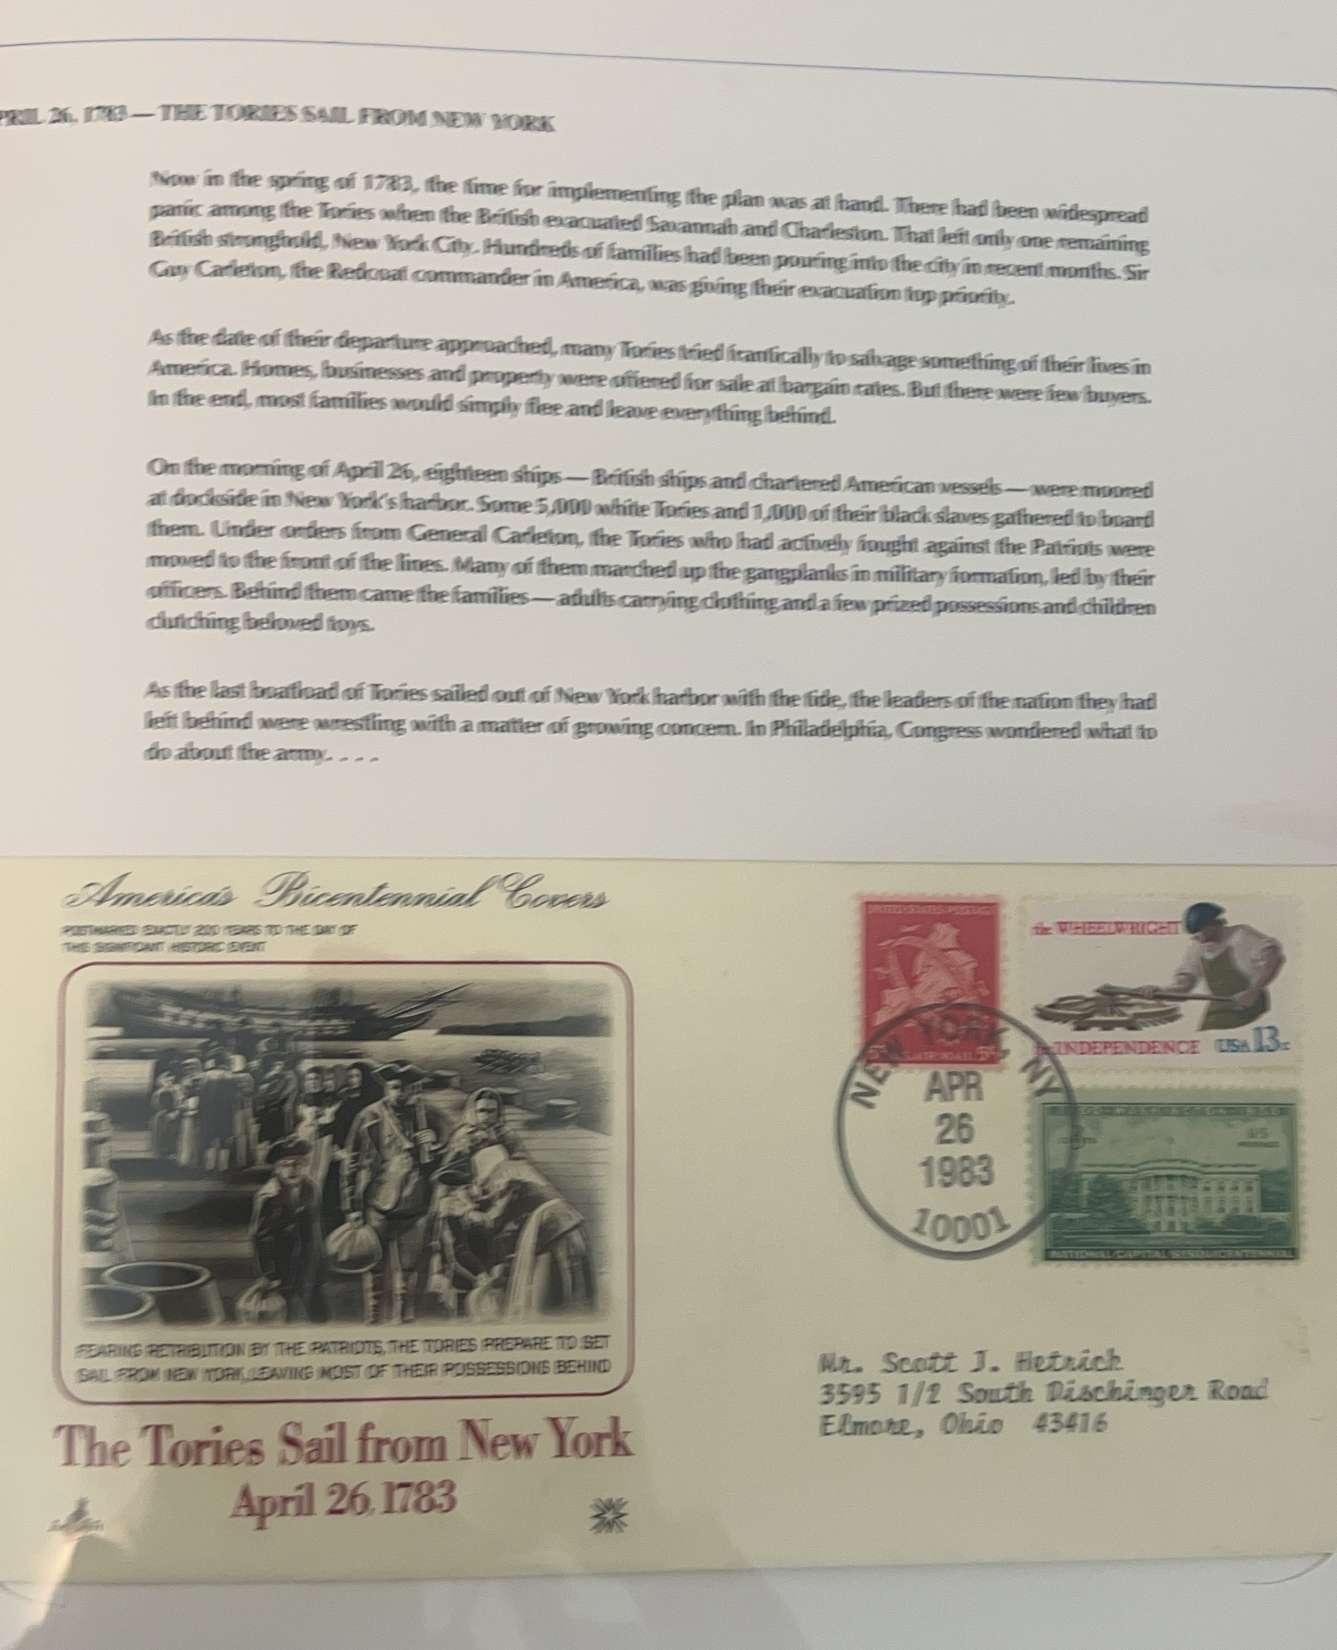 PRIL 26, 1783 — THE TORIES SAIL FROM NEW YORK
Now in the spring of 1783, the time for implementing the plan was at hand. There had been widespread
panic among the Tories when the British evacuated Savannah and Charleston. That left only one remaining
British stronghold, New York City. Hundreds of families had been pouring into the city in recent months. Sir
Guy Carleton, the Redcoat commander in America, was giving their evacuation top priority.
As the date of their departure approached, many Tories tried frantically to salvage something of their lives in
America. Homes, businesses and property were offered for sale at bargain rates. But there were few buyers.
In the end, most families would simply flee and leave everything behind.
On the morning of April 26, eighteen ships — British ships and chartered American vessels — were moored
at dockside in New York's harbor. Some 5,000 white Tories and 1,000 of their black slaves gathered to board
them. Under orders from General Carleton, the Tories who had actively fought against the Patriots were
moved to the front of the lines. Many of them marched up the gangplanks in military formation, led by their
officers. Behind them came the families — adults carrying clothing and a few prized possessions and children
clutching beloved toys.
As the last boatload of Tories sailed out of New York harbor with the tide, the leaders of the nation they had
left behind were wrestling with a matter of growing concern. In Philadelphia, Congress wondered what to
do about the army. . . .
America's Bicentennial Covers
POSTMARKED EXACTLY 200 YEARS TO THE DAY OF
THE SIGNIFICANT HISTORIC EVENT
FEARING RETRIBUTION BY THE PATRIOTS, THE TORIES PREPARE TO SET
SAIL FROM NEW YORK, LEAVING MOST OF THEIR POSSESSIONS BEHIND
The Tories Sail from New York
April 26, 1783
UNITED STATES POSTAGE
AIR MAIL
the WHEELWRIGHT
INDEPENDENCE USA 13c
NEW YORK, NY
APR
26
1983
10001
WASHINGTON
US
POSTAGE
NATIONAL CAPITAL SESQUICENTENNIAL
Mr. Scott J. Hetrich
3595 1/2 South Dischinger Road
Elmore, Ohio 43416